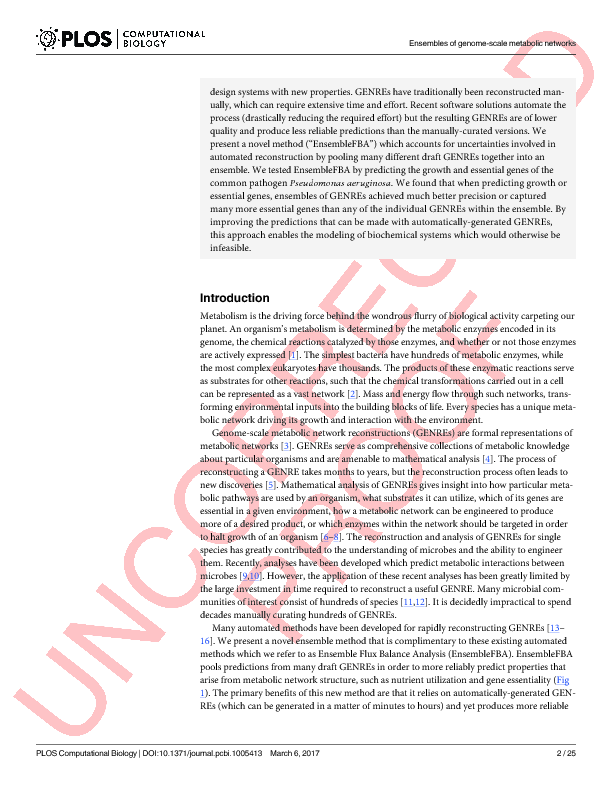 PLOS | COMPUTATIONAL
BIOLOGY
Ensembles of genome-scale metabolic networks
design systems with new properties. GENREs have traditionally been reconstructed man-
ually, which can require extensive time and effort. Recent software solutions automate the
process (drastically reducing the required effort) but the resulting GENREs are of lower
quality and produce less reliable predictions than the manually-curated versions. We
present a novel method (“EnsembleFBA”) which accounts for uncertainties involved in
automated reconstruction by pooling many different draft GENREs together into an
ensemble. We tested EnsembleFBA by predicting the growth and essential genes of the
common pathogen Pseudomonas aeruginosa. We found that when predicting growth or
essential genes, ensembles of GENREs achieved much better precision or captured
many more essential genes than any of the individual GENREs within the ensemble. By
improving the predictions that can be made with automatically-generated GENREs,
this approach enables the modeling of biochemical systems which would otherwise be
infeasible.
Introduction
Metabolism is the driving force behind the wondrous flurry of biological activity carpeting our
planet. An organism's metabolism is determined by the metabolic enzymes encoded in its
genome, the chemical reactions catalyzed by those enzymes, and whether or not those enzymes
are actively expressed [1]. The simplest bacteria have hundreds of metabolic enzymes, while
the most complex eukaryotes have thousands. The products of these enzymatic reactions serve
as substrates for other reactions, such that the chemical transformations carried out in a cell
can be represented as a vast network [2]. Mass and energy flow through such networks, trans-
forming environmental inputs into the building blocks of life. Every species has a unique meta-
bolic network driving its growth and interaction with the environment.
Genome-scale metabolic network reconstructions (GENREs) are formal representations of
metabolic networks [3]. GENREs serve as comprehensive collections of metabolic knowledge
about particular organisms and are amenable to mathematical analysis [4]. The process of
reconstructing a GENRE takes months to years, but the reconstruction process often leads to
new discoveries [5]. Mathematical analysis of GENREs gives insight into how particular meta-
bolic pathways are used by an organism, what substrates it can utilize, which of its genes are
essential in a given environment, how a metabolic network can be engineered to produce
more of a desired product, or which enzymes within the network should be targeted in order
to halt growth of an organism [6–8]. The reconstruction and analysis of GENREs for single
species has greatly contributed to the understanding of microbes and the ability to engineer
them. Recently, analyses have been developed which predict metabolic interactions between
microbes [9,10]. However, the application of these recent analyses has been greatly limited by
the large investment in time required to reconstruct a useful GENRE. Many microbial com-
munities of interest consist of hundreds of species [11,12]. It is decidedly impractical to spend
decades manually curating hundreds of GENREs.
Many automated methods have been developed for rapidly reconstructing GENREs [13–
16]. We present a novel ensemble method that is complimentary to these existing automated
methods which we refer to as Ensemble Flux Balance Analysis (EnsembleFBA). EnsembleFBA
pools predictions from many draft GENREs in order to more reliably predict properties that
arise from metabolic network structure, such as nutrient utilization and gene essentiality (Fig
1). The primary benefits of this new method are that it relies on automatically-generated GEN-
REs (which can be generated in a matter of minutes to hours) and yet produces more reliable
PLOS Computational Biology | DOI:10.1371/journal.pcbi.1005413 March 6, 2017
2 / 25
UNCORRECTED
PROOF